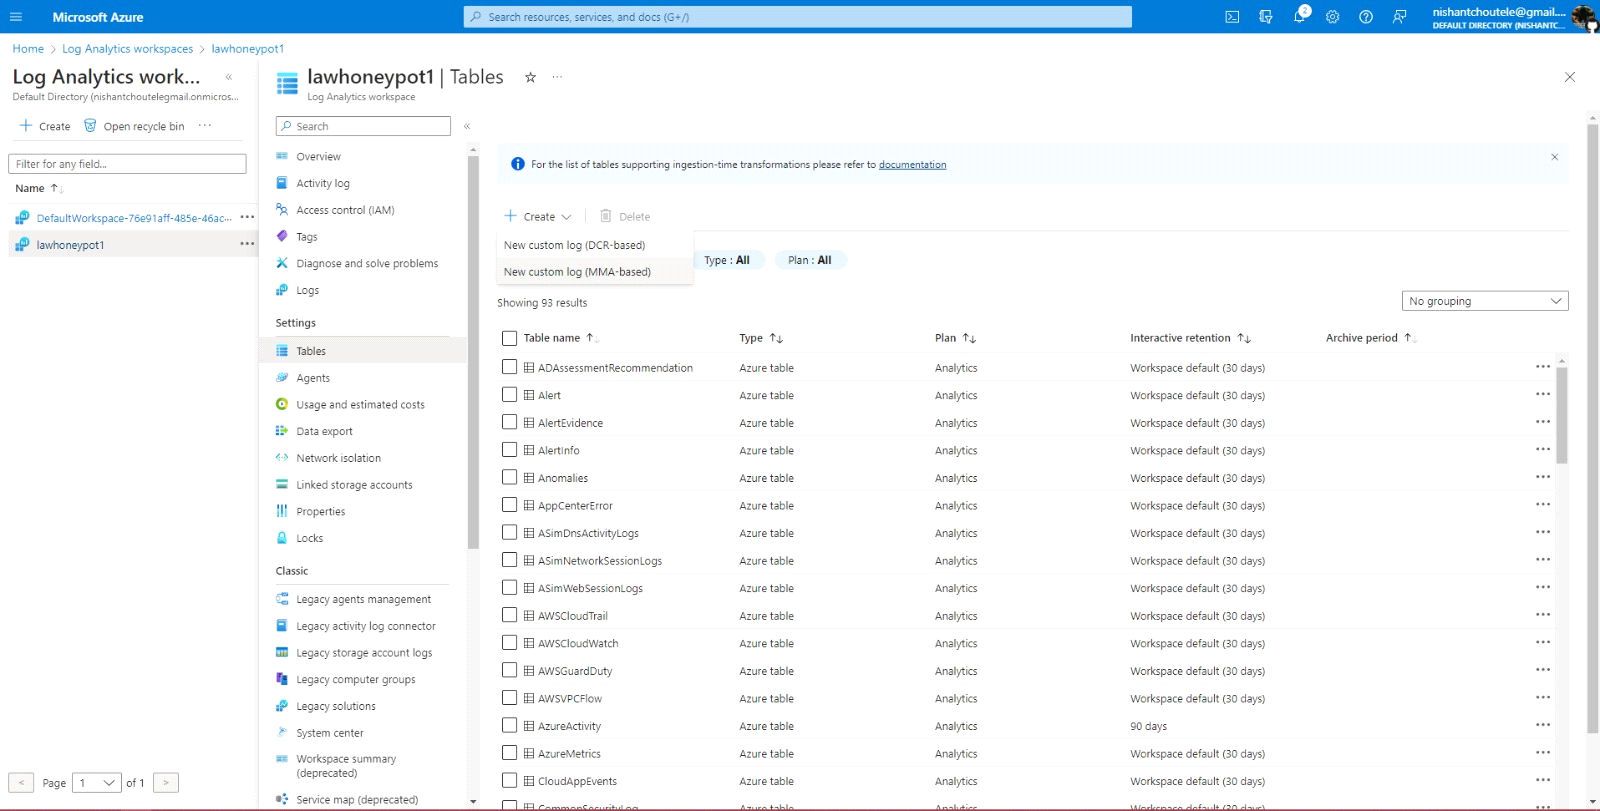 Microsoft Azure
Search resources, services, and docs (G+/)
2
nishantchoutele@gmail....
DEFAULT DIRECTORY (NISHANTC...
Home > Log Analytics workspaces > lawhoneypot1
Log Analytics work... «
Default Directory (nishantchoutelegmail.onmicros...
+ Create Open recycle bin ...
Filter for any field...
Name ↑↓
DefaultWorkspace-76e91aff-485e-46ac-... ...
lawhoneypot1 ...
< Page 1 of 1 >
lawhoneypot1 | Tables ☆ ...
Log Analytics workspace
Search «
Overview
Activity log
Access control (IAM)
Tags
Diagnose and solve problems
Logs
Settings
Tables
Agents
Usage and estimated costs
Data export
Network isolation
Linked storage accounts
Properties
Locks
Classic
Legacy agents management
Legacy activity log connector
Legacy storage account logs
Legacy computer groups
Legacy solutions
System center
Workspace summary
(deprecated)
Service map (deprecated)
For the list of tables supporting ingestion-time transformations please refer to documentation
+ Create Delete
New custom log (DCR-based)
New custom log (MMA-based)
Type : All Plan : All
Showing 93 results
No grouping
Table name ↑↓ Type ↑↓ Plan ↑↓ Interactive retention ↑↓ Archive period ↑↓
ADAssessmentRecommendation Azure table Analytics Workspace default (30 days) ...
Alert Azure table Analytics Workspace default (30 days) ...
AlertEvidence Azure table Analytics Workspace default (30 days) ...
AlertInfo Azure table Analytics Workspace default (30 days) ...
Anomalies Azure table Analytics Workspace default (30 days) ...
AppCenterError Azure table Analytics Workspace default (30 days) ...
ASimDnsActivityLogs Azure table Analytics Workspace default (30 days) ...
ASimNetworkSessionLogs Azure table Analytics Workspace default (30 days) ...
ASimWebSessionLogs Azure table Analytics Workspace default (30 days) ...
AWSCloudTrail Azure table Analytics Workspace default (30 days) ...
AWSCloudWatch Azure table Analytics Workspace default (30 days) ...
AWSGuardDuty Azure table Analytics Workspace default (30 days) ...
AWSVPCFlow Azure table Analytics Workspace default (30 days) ...
AzureActivity Azure table Analytics 90 days ...
AzureMetrics Azure table Analytics Workspace default (30 days) ...
CloudAppEvents Azure table Analytics Workspace default (30 days) ...
CommonSecurityLog Azure table Analytics Workspace default (30 days) ...